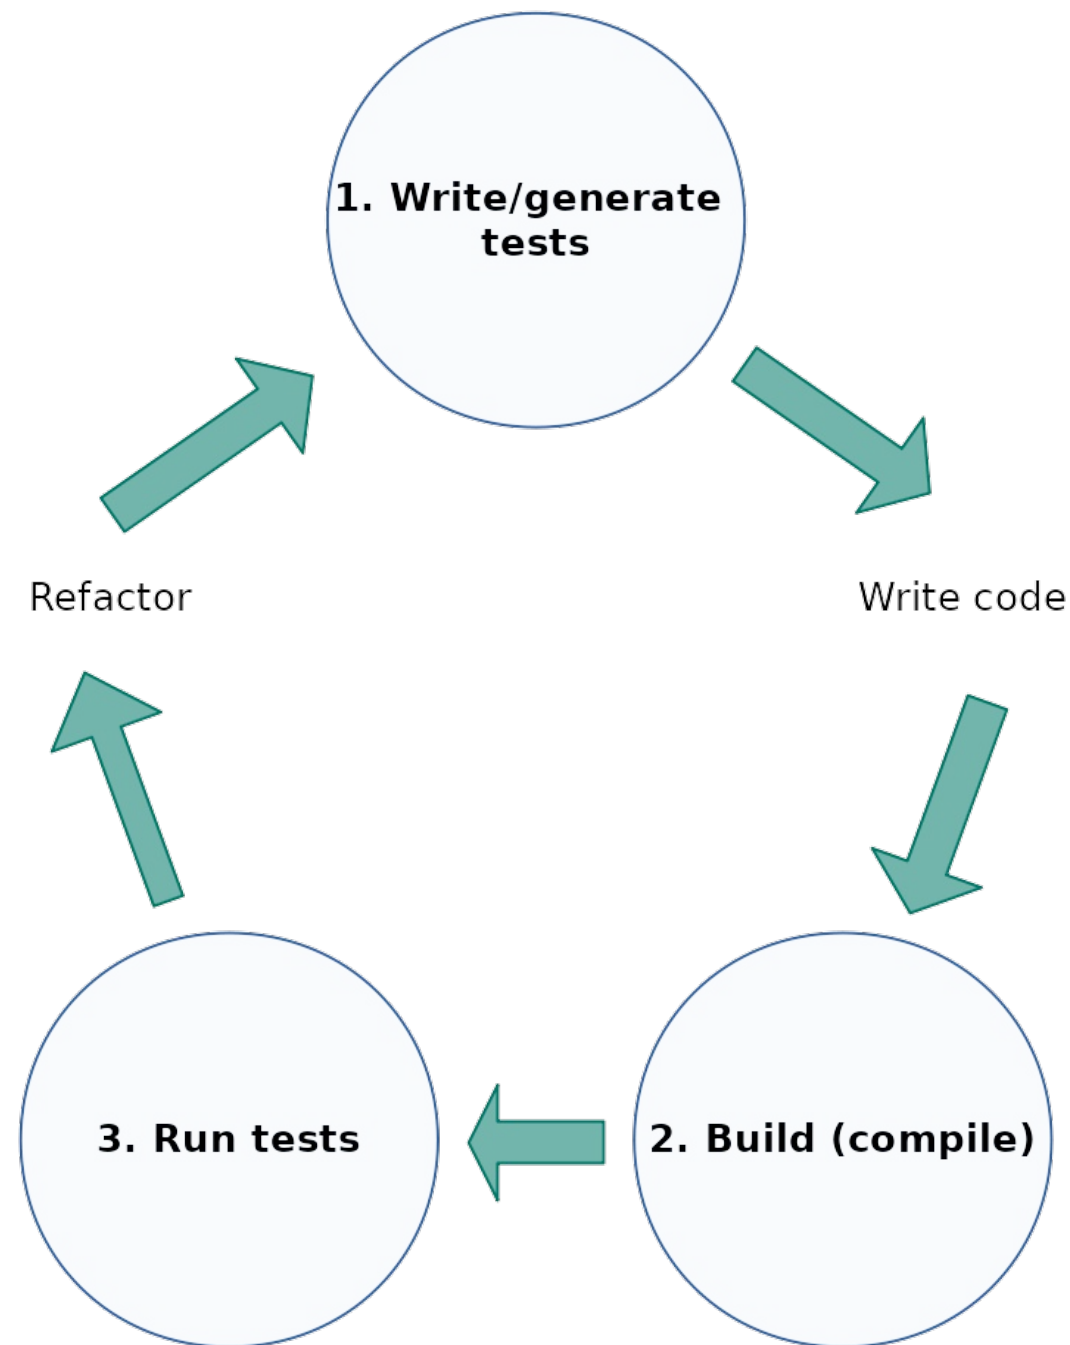 1. Write/generate
tests
Refactor
Write code
3. Run tests
2. Build (compile)